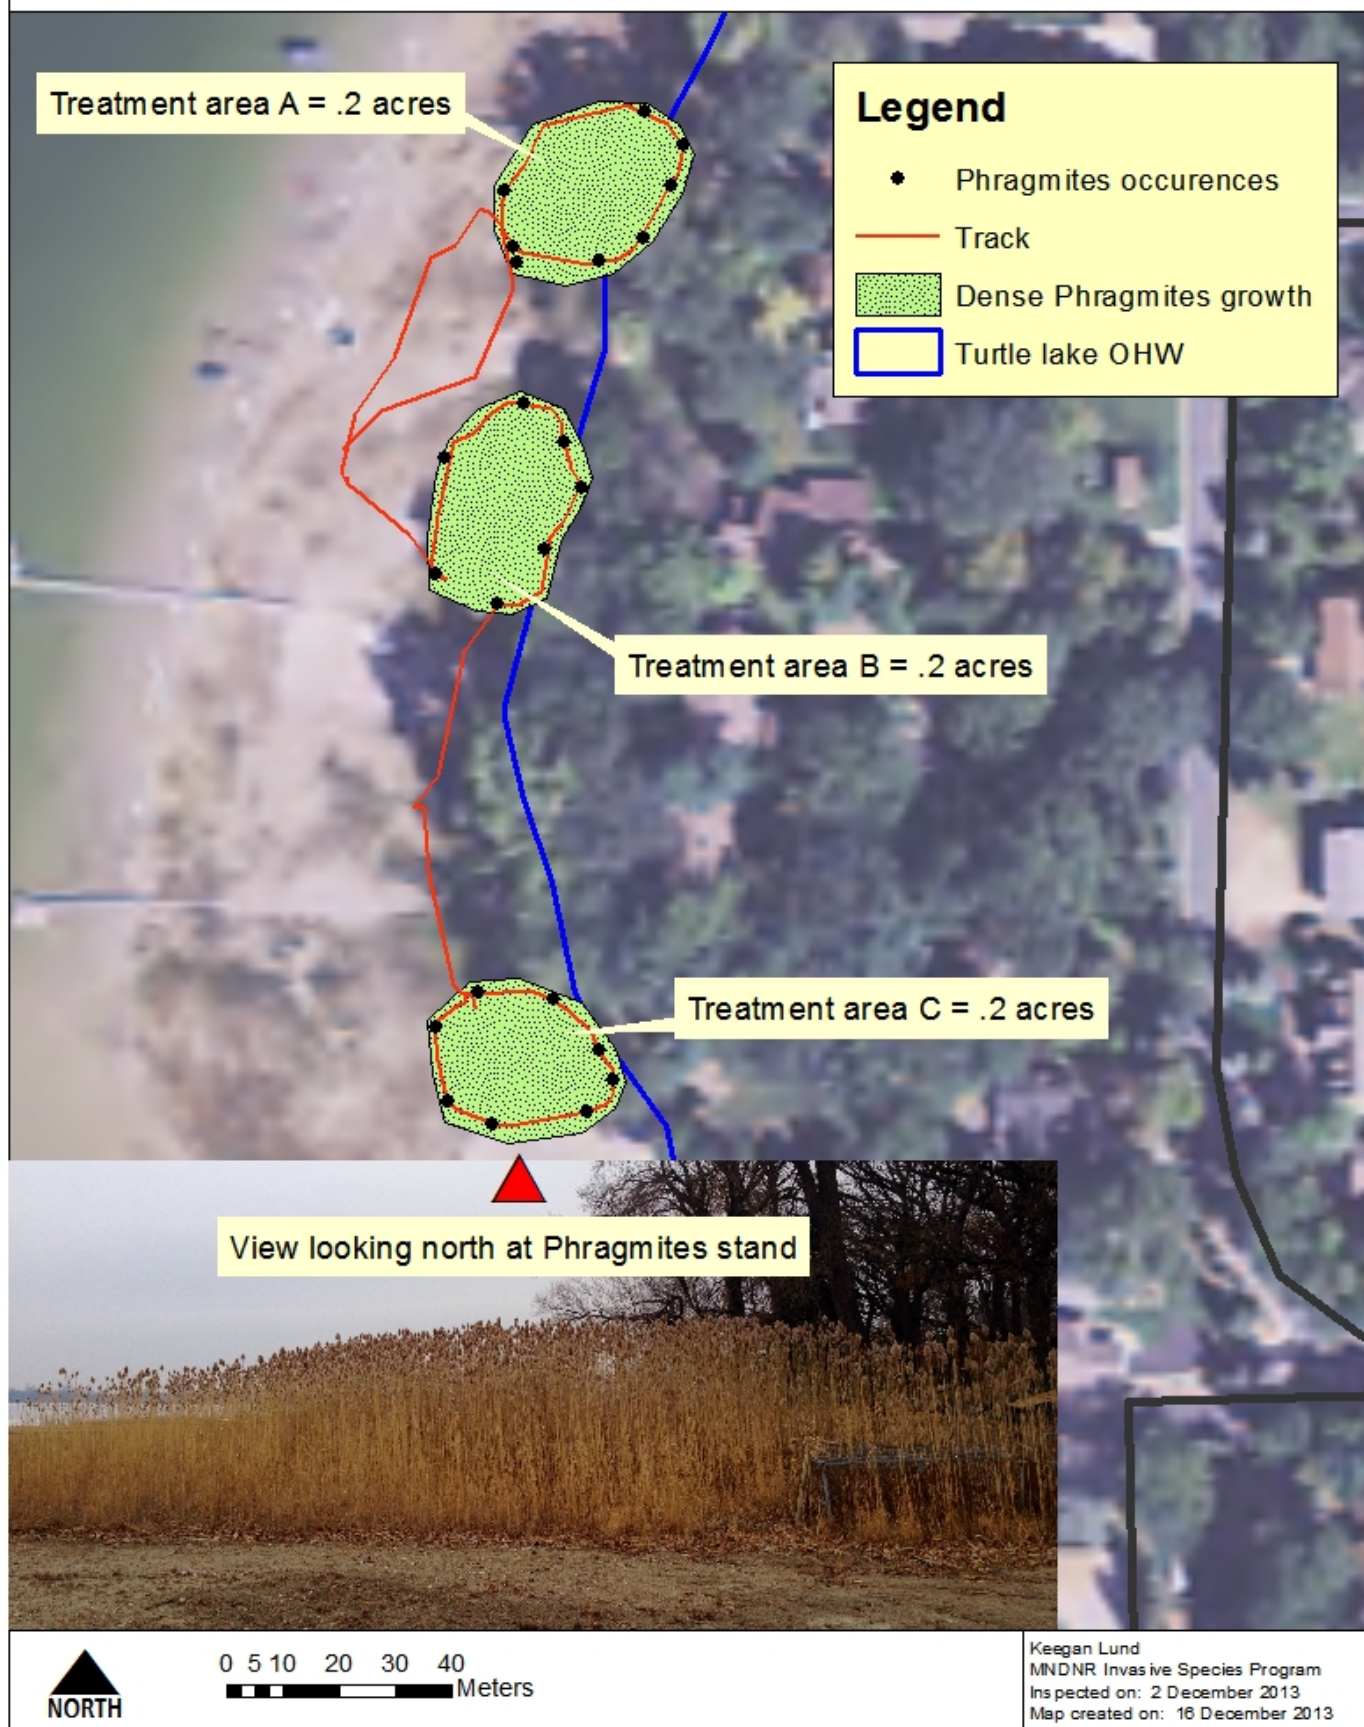 Treatment area A = .2 acres
Legend
Phragmites occurences
Track
Dense Phragmites growth
Turtle lake OHW
Treatment area B = .2 acres
Treatment area C = .2 acres
View looking north at Phragmites stand
NORTH
0 5 10 20 30 40
Meters
Keegan Lund
MNDNR Invasive Species Program
Inspected on: 2 December 2013
Map created on: 16 December 2013